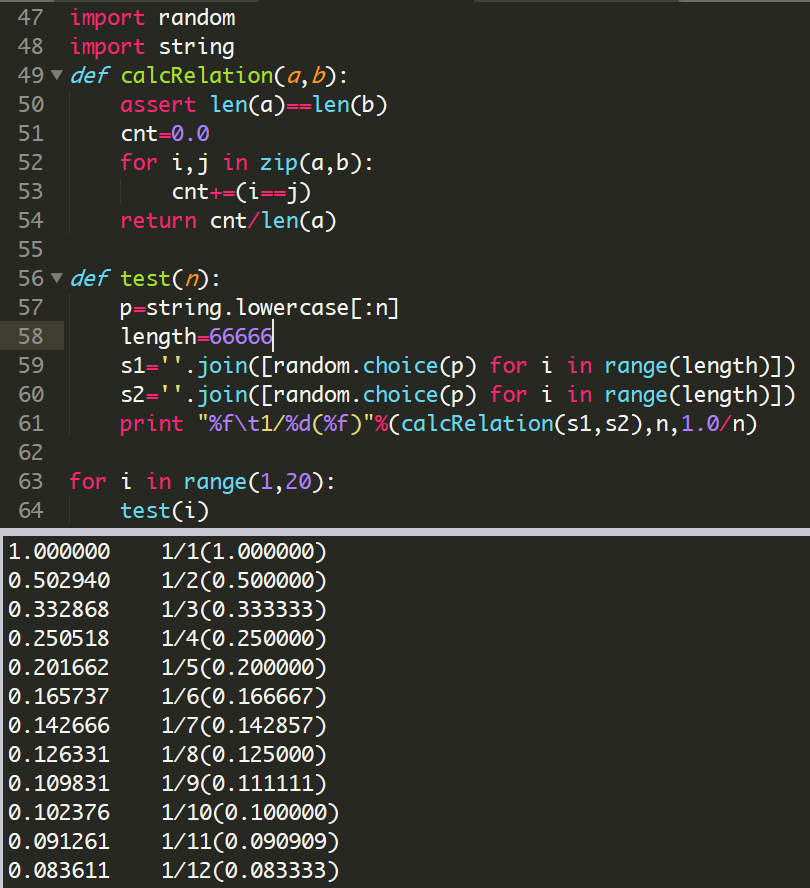 47 import random
48 import string
49 def calcRelation(a,b):
50     assert len(a)==len(b)
51     cnt=0.0
52     for i,j in zip(a,b):
53         cnt+=(i==j)
54     return cnt/len(a)
55
56 def test(n):
57     p=string.lowercase[:n]
58     length=66666
59     s1=''.join([random.choice(p) for i in range(length)])
60     s2=''.join([random.choice(p) for i in range(length)])
61     print "%f\t1/%d(%f)"%(calcRelation(s1,s2),n,1.0/n)
62
63 for i in range(1,20):
64     test(i)
1.000000    1/1(1.000000)
0.502940    1/2(0.500000)
0.332868    1/3(0.333333)
0.250518    1/4(0.250000)
0.201662    1/5(0.200000)
0.165737    1/6(0.166667)
0.142666    1/7(0.142857)
0.126331    1/8(0.125000)
0.109831    1/9(0.111111)
0.102376    1/10(0.100000)
0.091261    1/11(0.090909)
0.083611    1/12(0.083333)